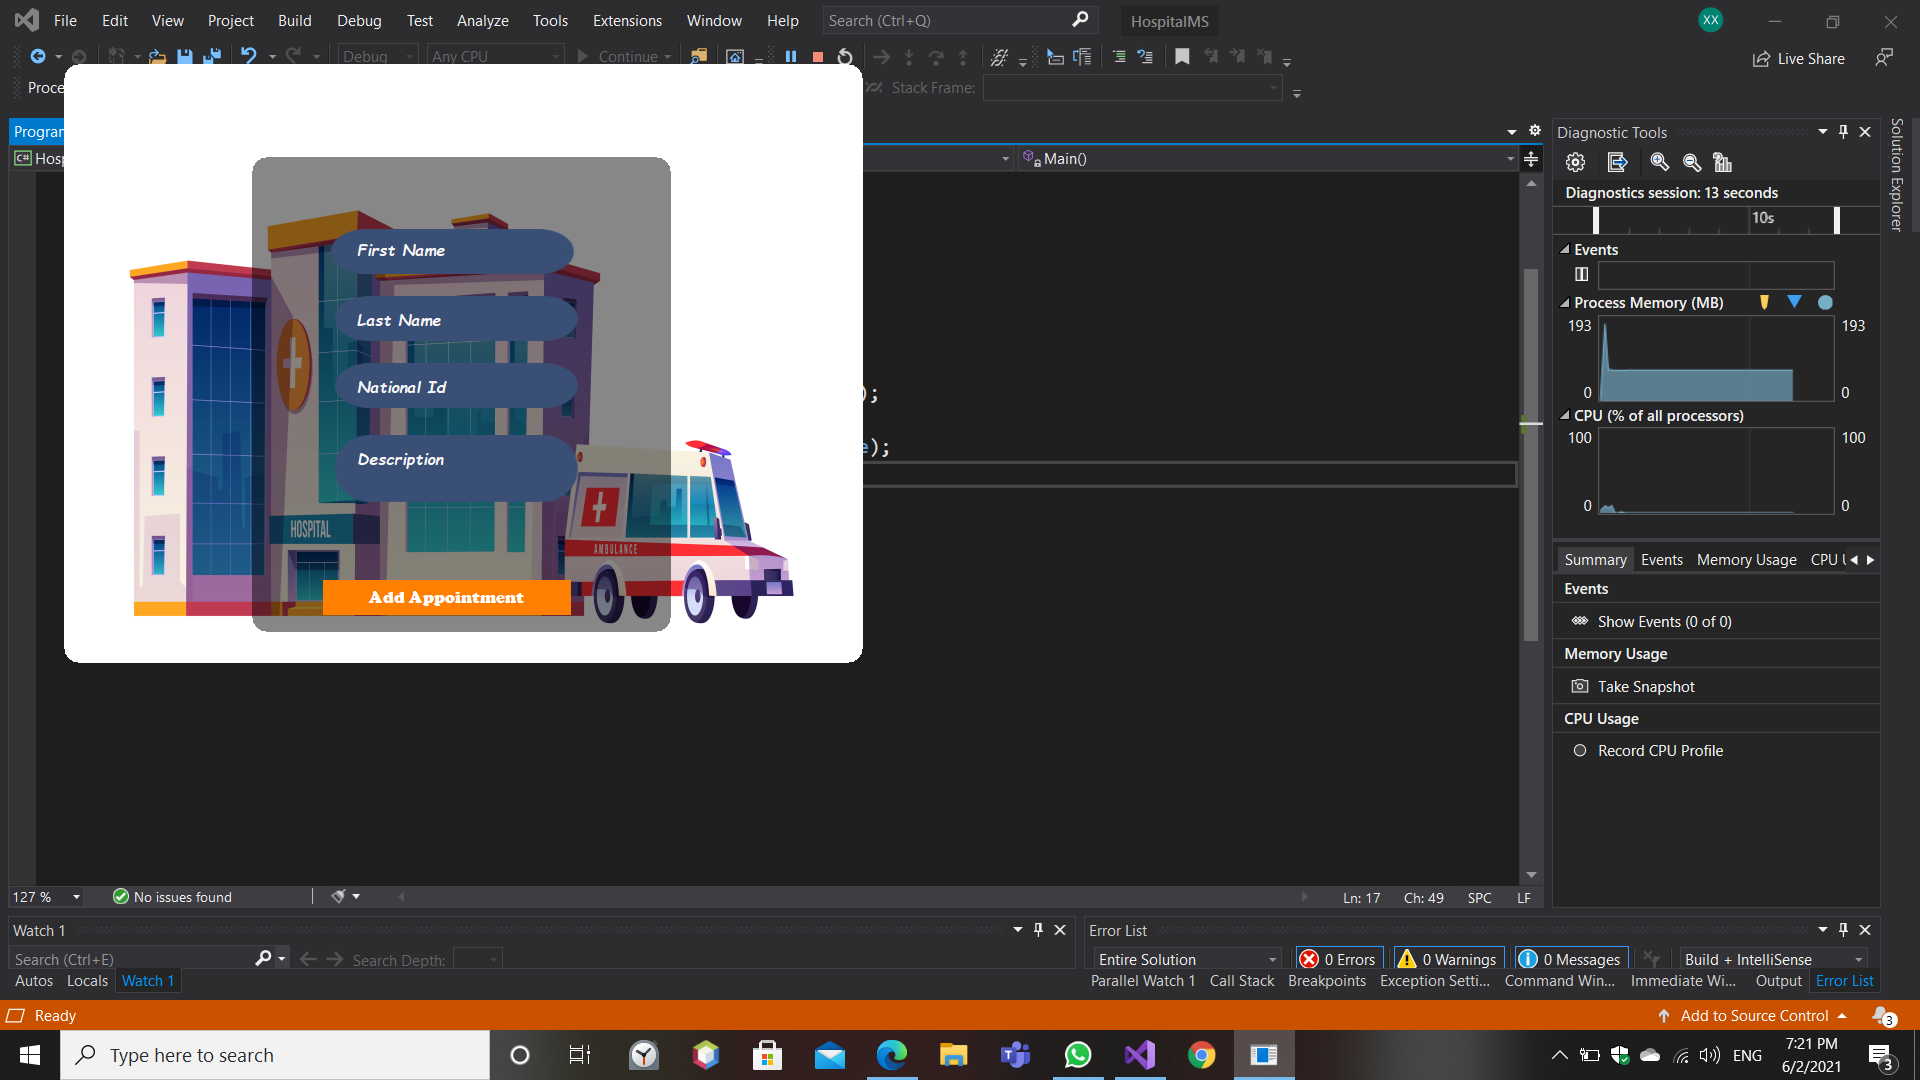 File Edit View Project Build Debug Test Analyze Tools Extensions Window Help Search (Ctrl+Q) HospitalMS XX
Debug Any CPU Continue Live Share
Proce Stack Frame:
Program
C# Hosp Main()
);
e);
First Name
Last Name
National Id
Description
HOSPITAL
AMBULANCE
Add Appointment
Diagnostic Tools
Diagnostics session: 13 seconds
10s
Events
Process Memory (MB)
193 193
0 0
CPU (% of all processors)
100 100
0 0
Summary Events Memory Usage CPU U
Events
Show Events (0 of 0)
Memory Usage
Take Snapshot
CPU Usage
Record CPU Profile
Solution Explorer
127 % No issues found Ln: 17 Ch: 49 SPC LF
Watch 1
Search (Ctrl+E) Search Depth:
Autos Locals Watch 1
Error List
Entire Solution 0 Errors 0 Warnings 0 Messages Build + IntelliSense
Parallel Watch 1 Call Stack Breakpoints Exception Setti... Command Win... Immediate Wi... Output Error List
Ready Add to Source Control 3
Type here to search ENG 7:21 PM
6/2/2021 3